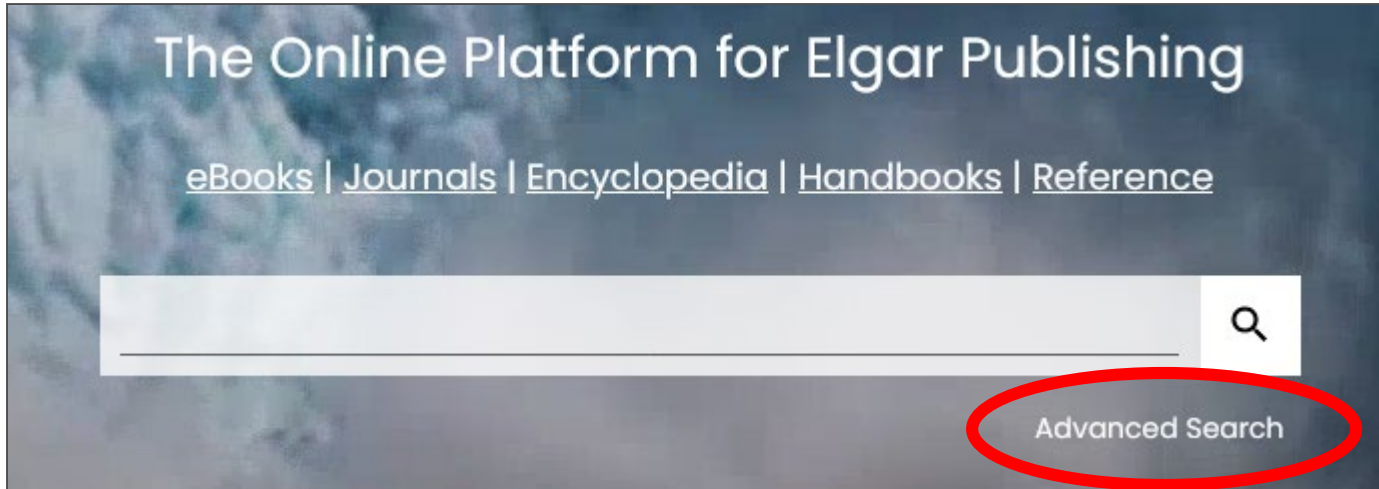 The Online Platform for Elgar Publishing
eBooks | Journals | Encyclopedia | Handbooks | Reference
Advanced Search